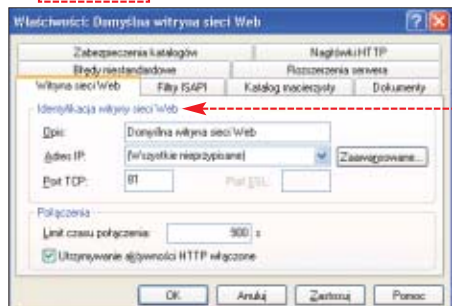 Właściwości: Domyślna witryna sieci Web
Zabezpieczenia katalogów
Nagłówki HTTP
Błędy niestandardowe
Rozszerzenia serwera
Witryna sieci Web
Filtry ISAPI
Katalog macierzysty
Dokumenty
Identyfikacja witryny sieci Web
Opis: Domyślna witryna sieci Web
Adres IP: (Wszystkie nieprzypisane) Zaawansowane...
Port TCP: 81 Port SSL:
Połączenia
Limit czasu połączenia: 900 s
Utrzymywanie aktywności HTTP włączone
OK Anuluj Zastosuj Pomoc